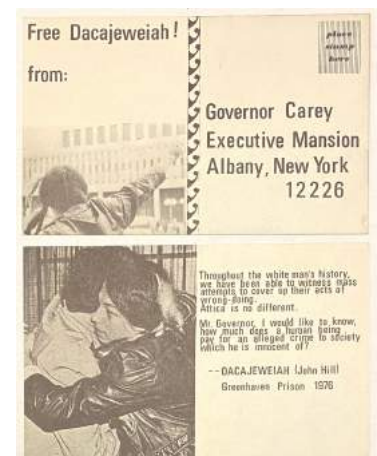 Free Dacajeweiah!
from:
place
stamp
here
Governor Carey
Executive Mansion
Albany, New York
12226
Throughout the white man's history,
we have been able to witness mass
attempts to cover up their acts of
wrong-doing.
Attica is no different.
Mr. Governor, I would like to know,
how much does a human being
pay for an alleged crime to society
which he is innocent of?
--DACAJEWEIAH (John Hill)
Greenhaven Prison 1976